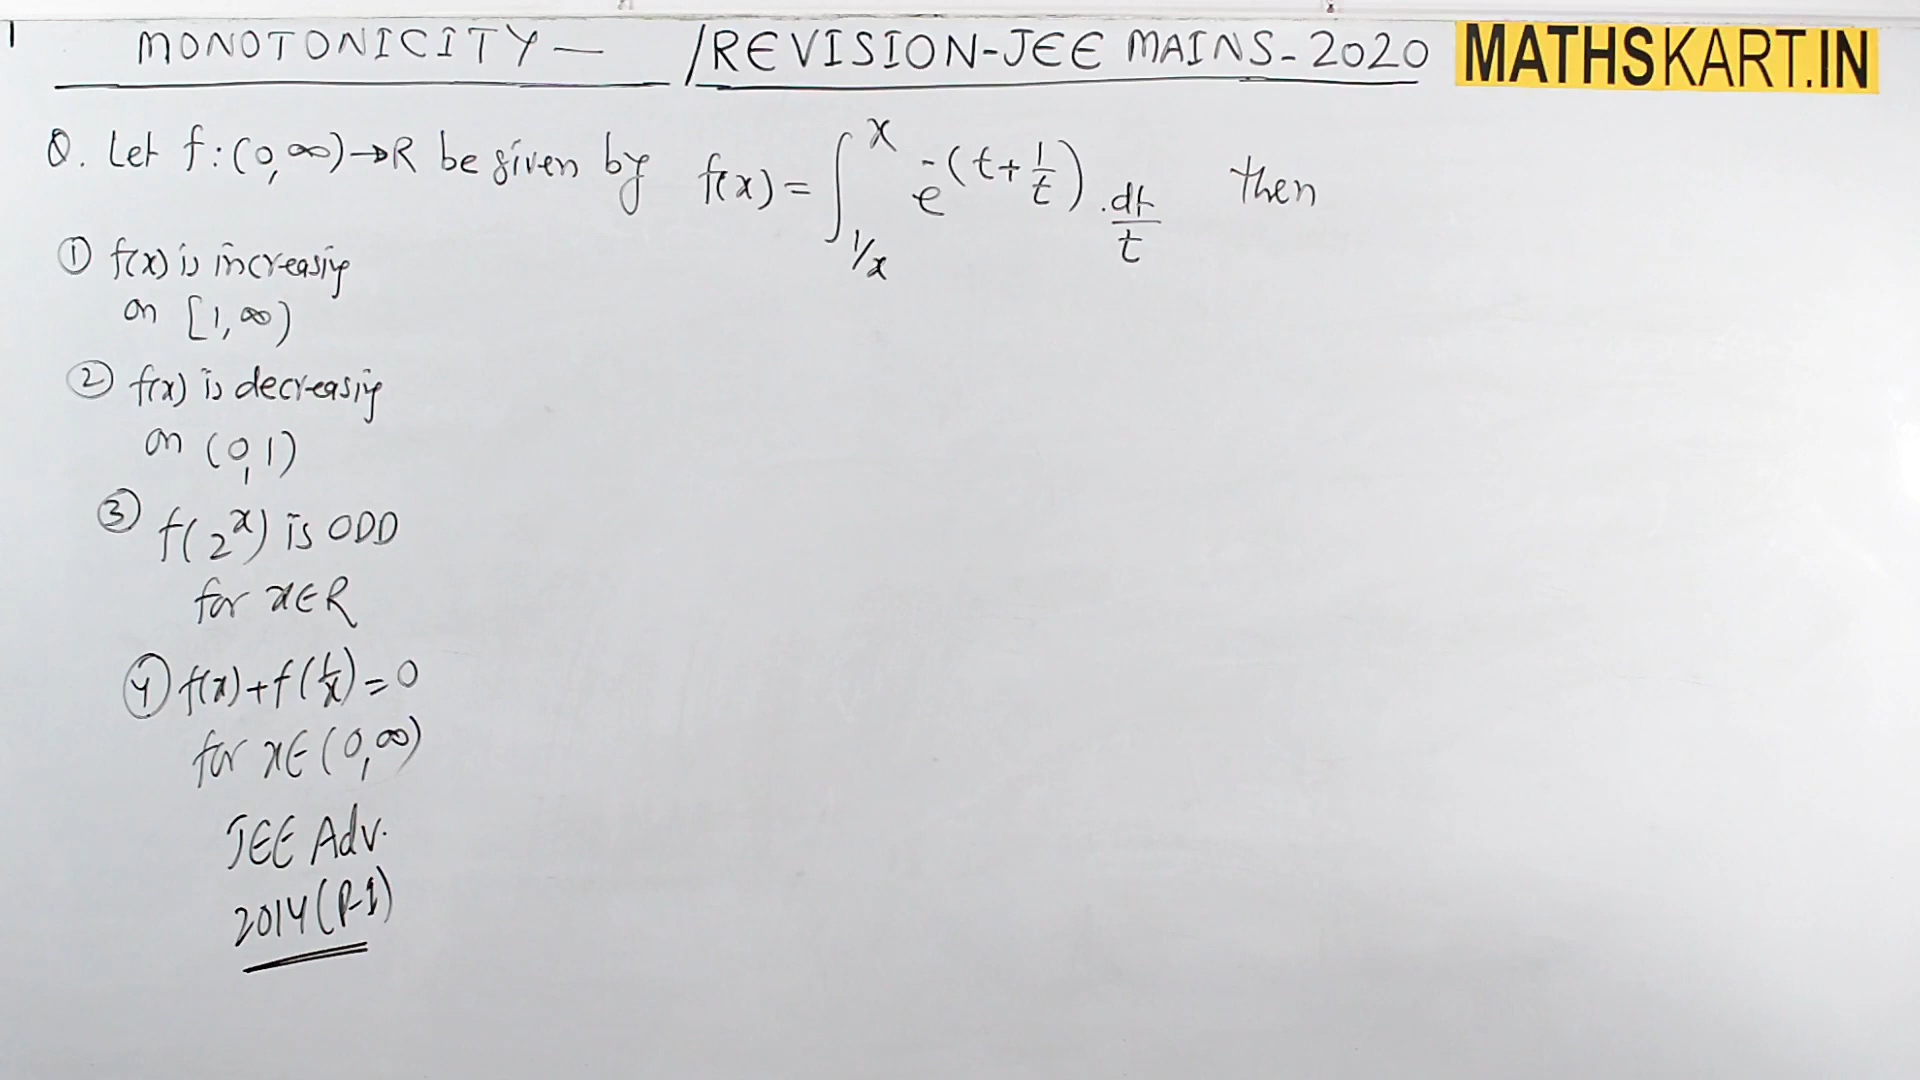 1
MONOTONICITY — /REVISION-JEE MAINS-2020 MATHSKART.IN
Q. Let f:(0,∞)→R be given by f(x) = ∫_{1/x}^{x} e^{-(t+1/t)} .dt/t then
① f(x) is increasing
on [1,∞)
② f(x) is decreasing
on (0,1)
③ f(2^x) is ODD
for x∈R
④ f(x)+f(1/x)=0
for x∈(0,∞)
JEE Adv.
2014(P-1)